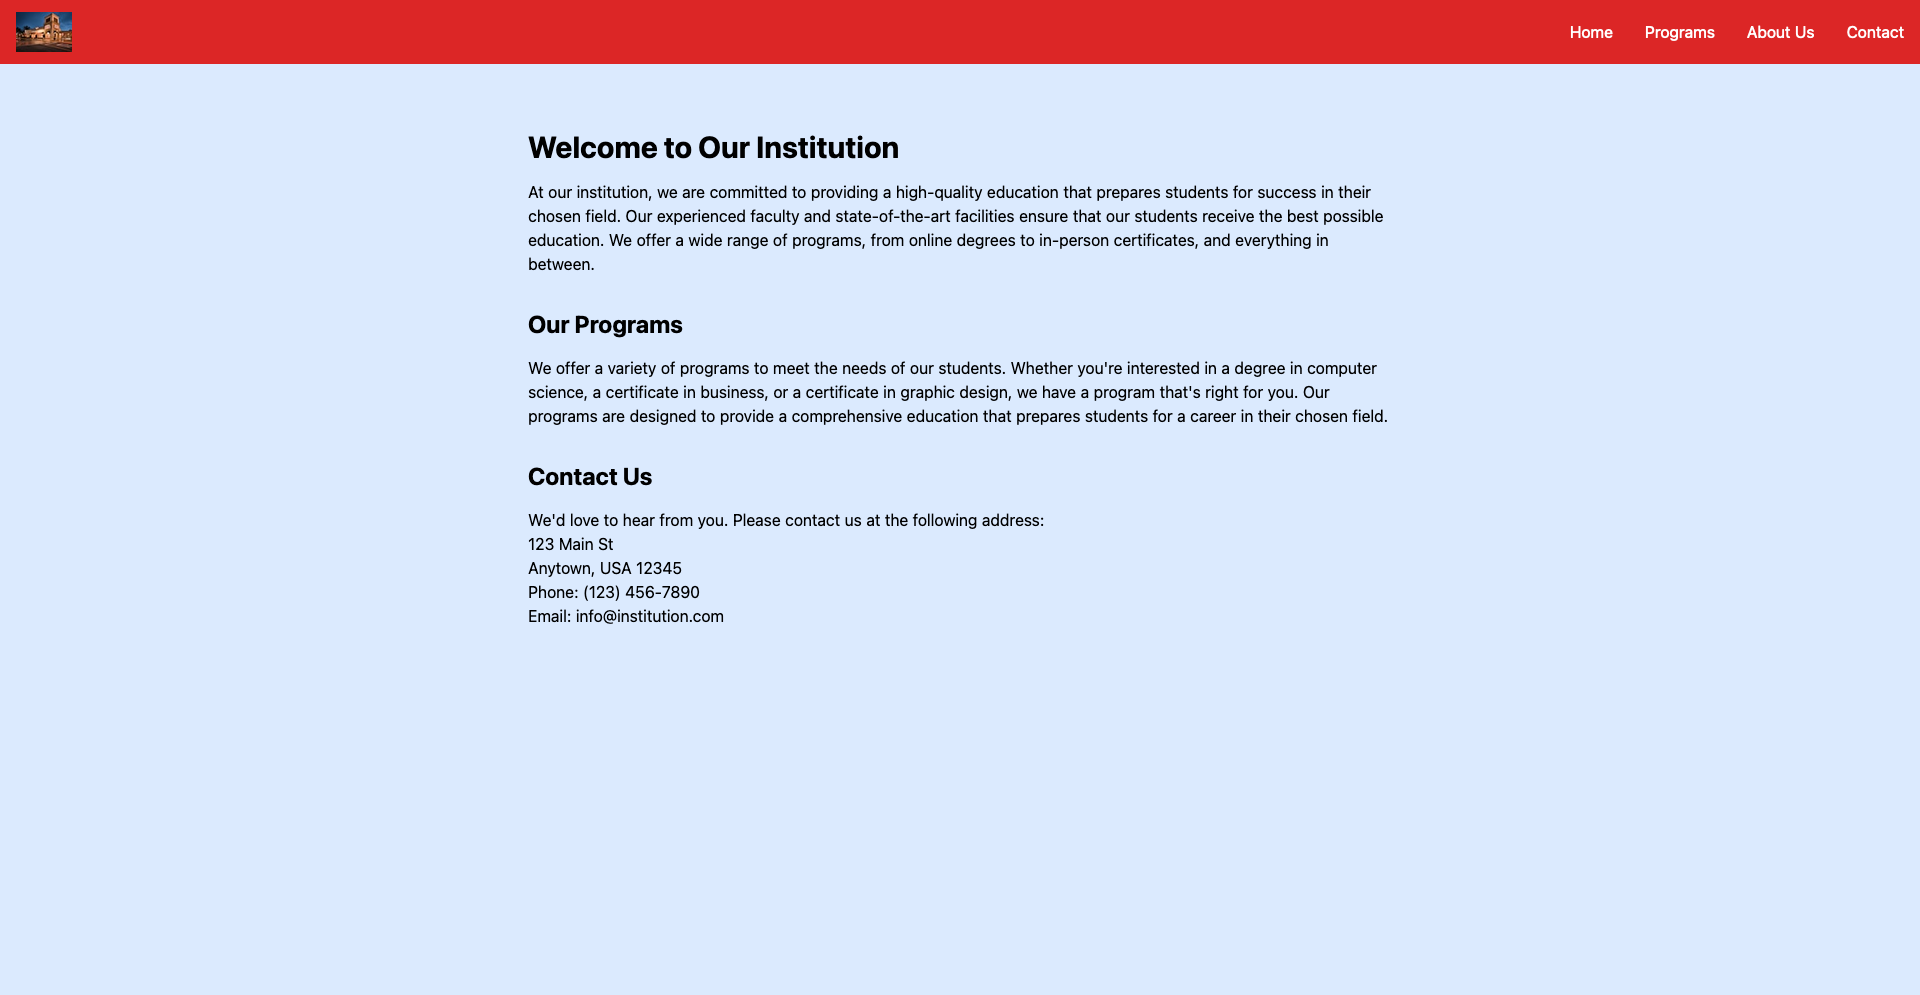 Home Programs About Us Contact
Welcome to Our Institution
At our institution, we are committed to providing a high-quality education that prepares students for success in their
chosen field. Our experienced faculty and state-of-the-art facilities ensure that our students receive the best possible
education. We offer a wide range of programs, from online degrees to in-person certificates, and everything in
between.
Our Programs
We offer a variety of programs to meet the needs of our students. Whether you're interested in a degree in computer
science, a certificate in business, or a certificate in graphic design, we have a program that's right for you. Our
programs are designed to provide a comprehensive education that prepares students for a career in their chosen field.
Contact Us
We'd love to hear from you. Please contact us at the following address:
123 Main St
Anytown, USA 12345
Phone: (123) 456-7890
Email: info@institution.com